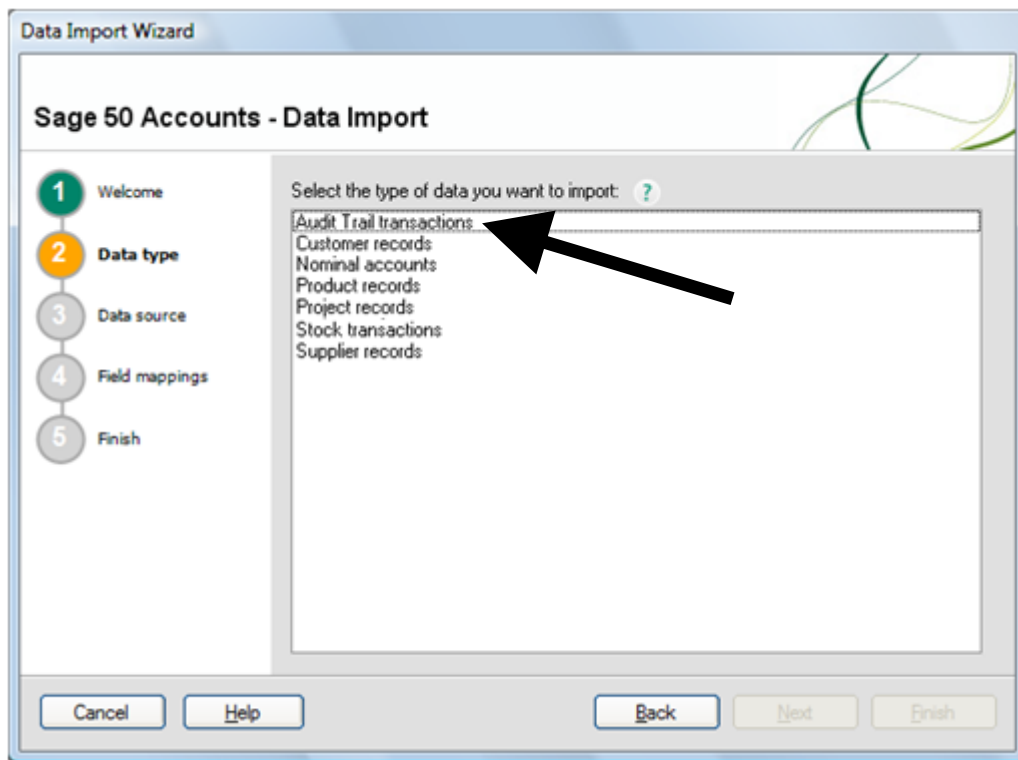 Data Import Wizard
Sage 50 Accounts - Data Import
1 Welcome
2 Data type
3 Data source
4 Field mappings
5 Finish
Select the type of data you want to import: ?
Audit Trail transactions
Customer records
Nominal accounts
Product records
Project records
Stock transactions
Supplier records
Cancel Help Back Next Finish